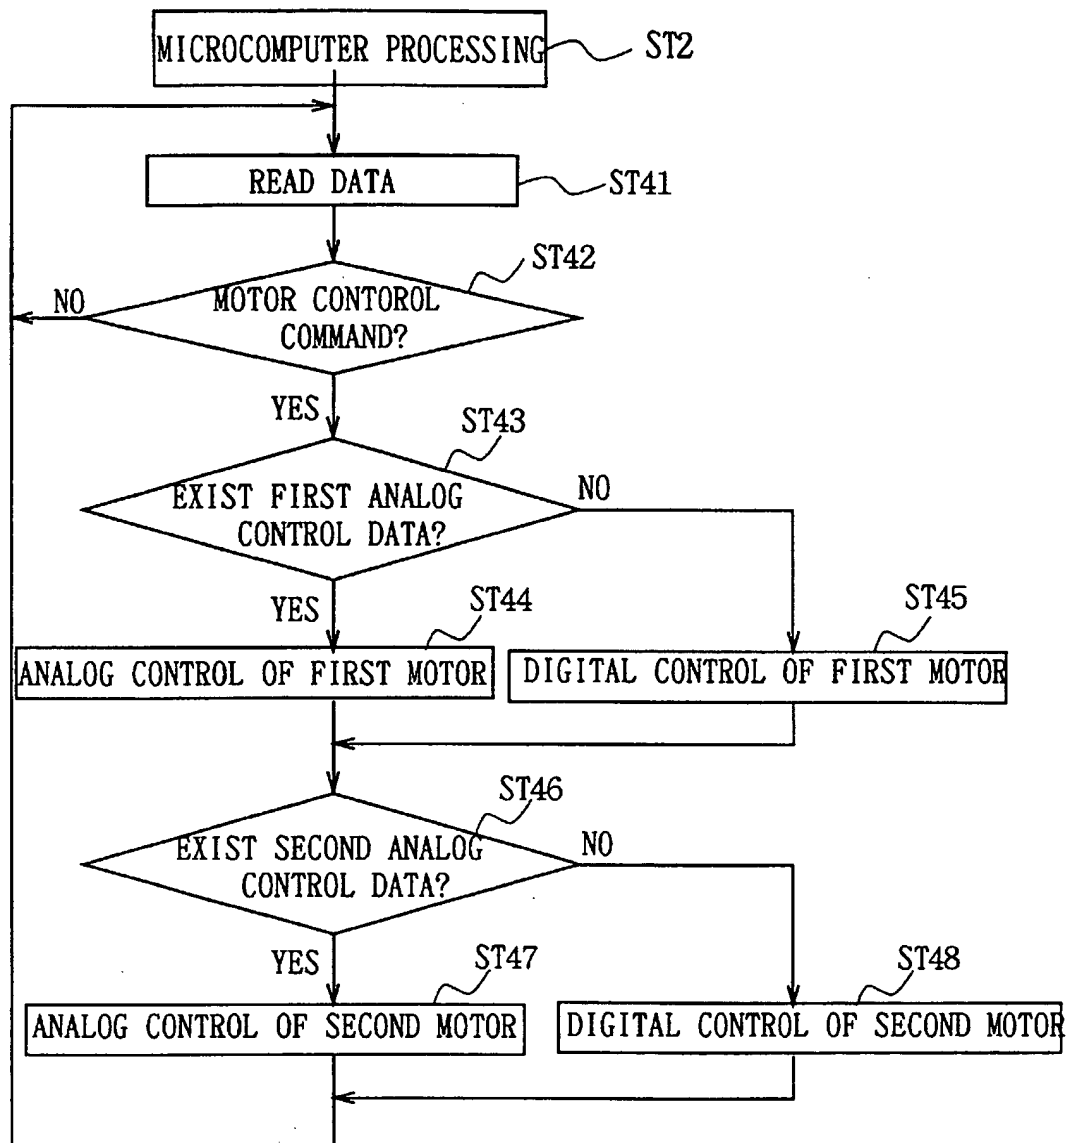 MICROCOMPUTER PROCESSING
ST2
READ DATA
ST41
ST42
NO
MOTOR CONTOROL
COMMAND?
YES
ST43
EXIST FIRST ANALOG
CONTROL DATA?
NO
YES
ST44
ST45
ANALOG CONTROL OF FIRST MOTOR
DIGITAL CONTROL OF FIRST MOTOR
ST46
EXIST SECOND ANALOG
CONTROL DATA?
NO
YES
ST47
ST48
ANALOG CONTROL OF SECOND MOTOR
DIGITAL CONTROL OF SECOND MOTOR